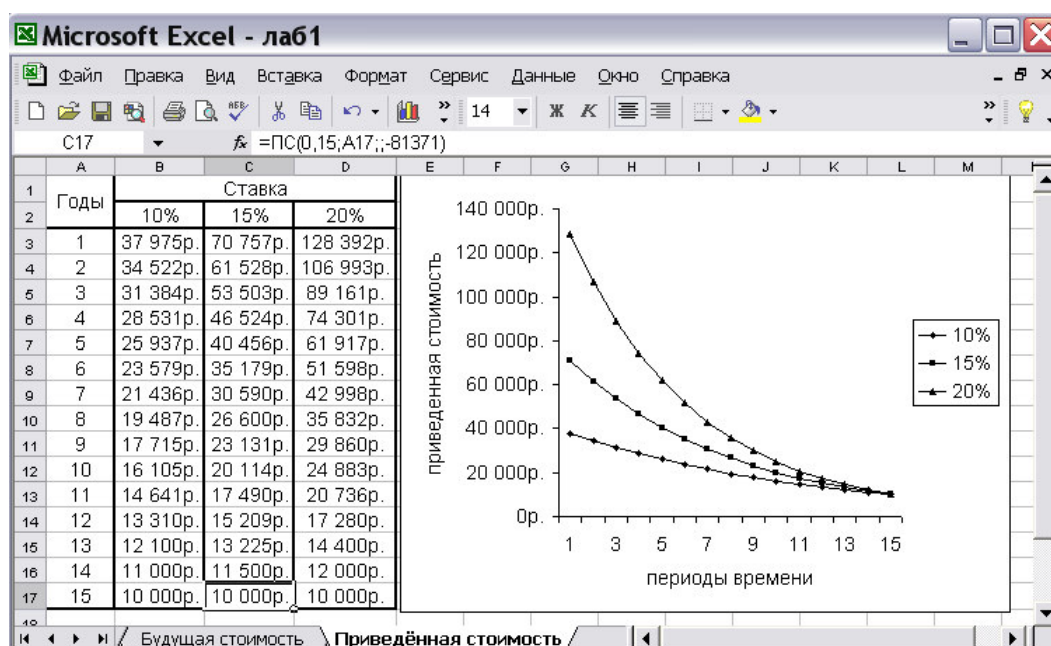 Microsoft Excel - лаб1
Файл Правка Вид Вставка Формат Сервис Данные Окно Справка
14 Ж К
C17 fx =ПС(0,15;A17;;-81371)
A B C D E F G H I J K L M
1 Годы Ставка
2 10% 15% 20%
3 1 37 975р. 70 757р. 128 392р.
4 2 34 522р. 61 528р. 106 993р.
5 3 31 384р. 53 503р. 89 161р.
6 4 28 531р. 46 524р. 74 301р.
7 5 25 937р. 40 456р. 61 917р.
8 6 23 579р. 35 179р. 51 598р.
9 7 21 436р. 30 590р. 42 998р.
10 8 19 487р. 26 600р. 35 832р.
11 9 17 715р. 23 131р. 29 860р.
12 10 16 105р. 20 114р. 24 883р.
13 11 14 641р. 17 490р. 20 736р.
14 12 13 310р. 15 209р. 17 280р.
15 13 12 100р. 13 225р. 14 400р.
16 14 11 000р. 11 500р. 12 000р.
17 15 10 000р. 10 000р. 10 000р.
приведенная стоимость
140 000р.
120 000р.
100 000р.
80 000р.
60 000р.
40 000р.
20 000р.
0р.
1 3 5 7 9 11 13 15
периоды времени
10%
15%
20%
Будущая стоимость Приведённая стоимость